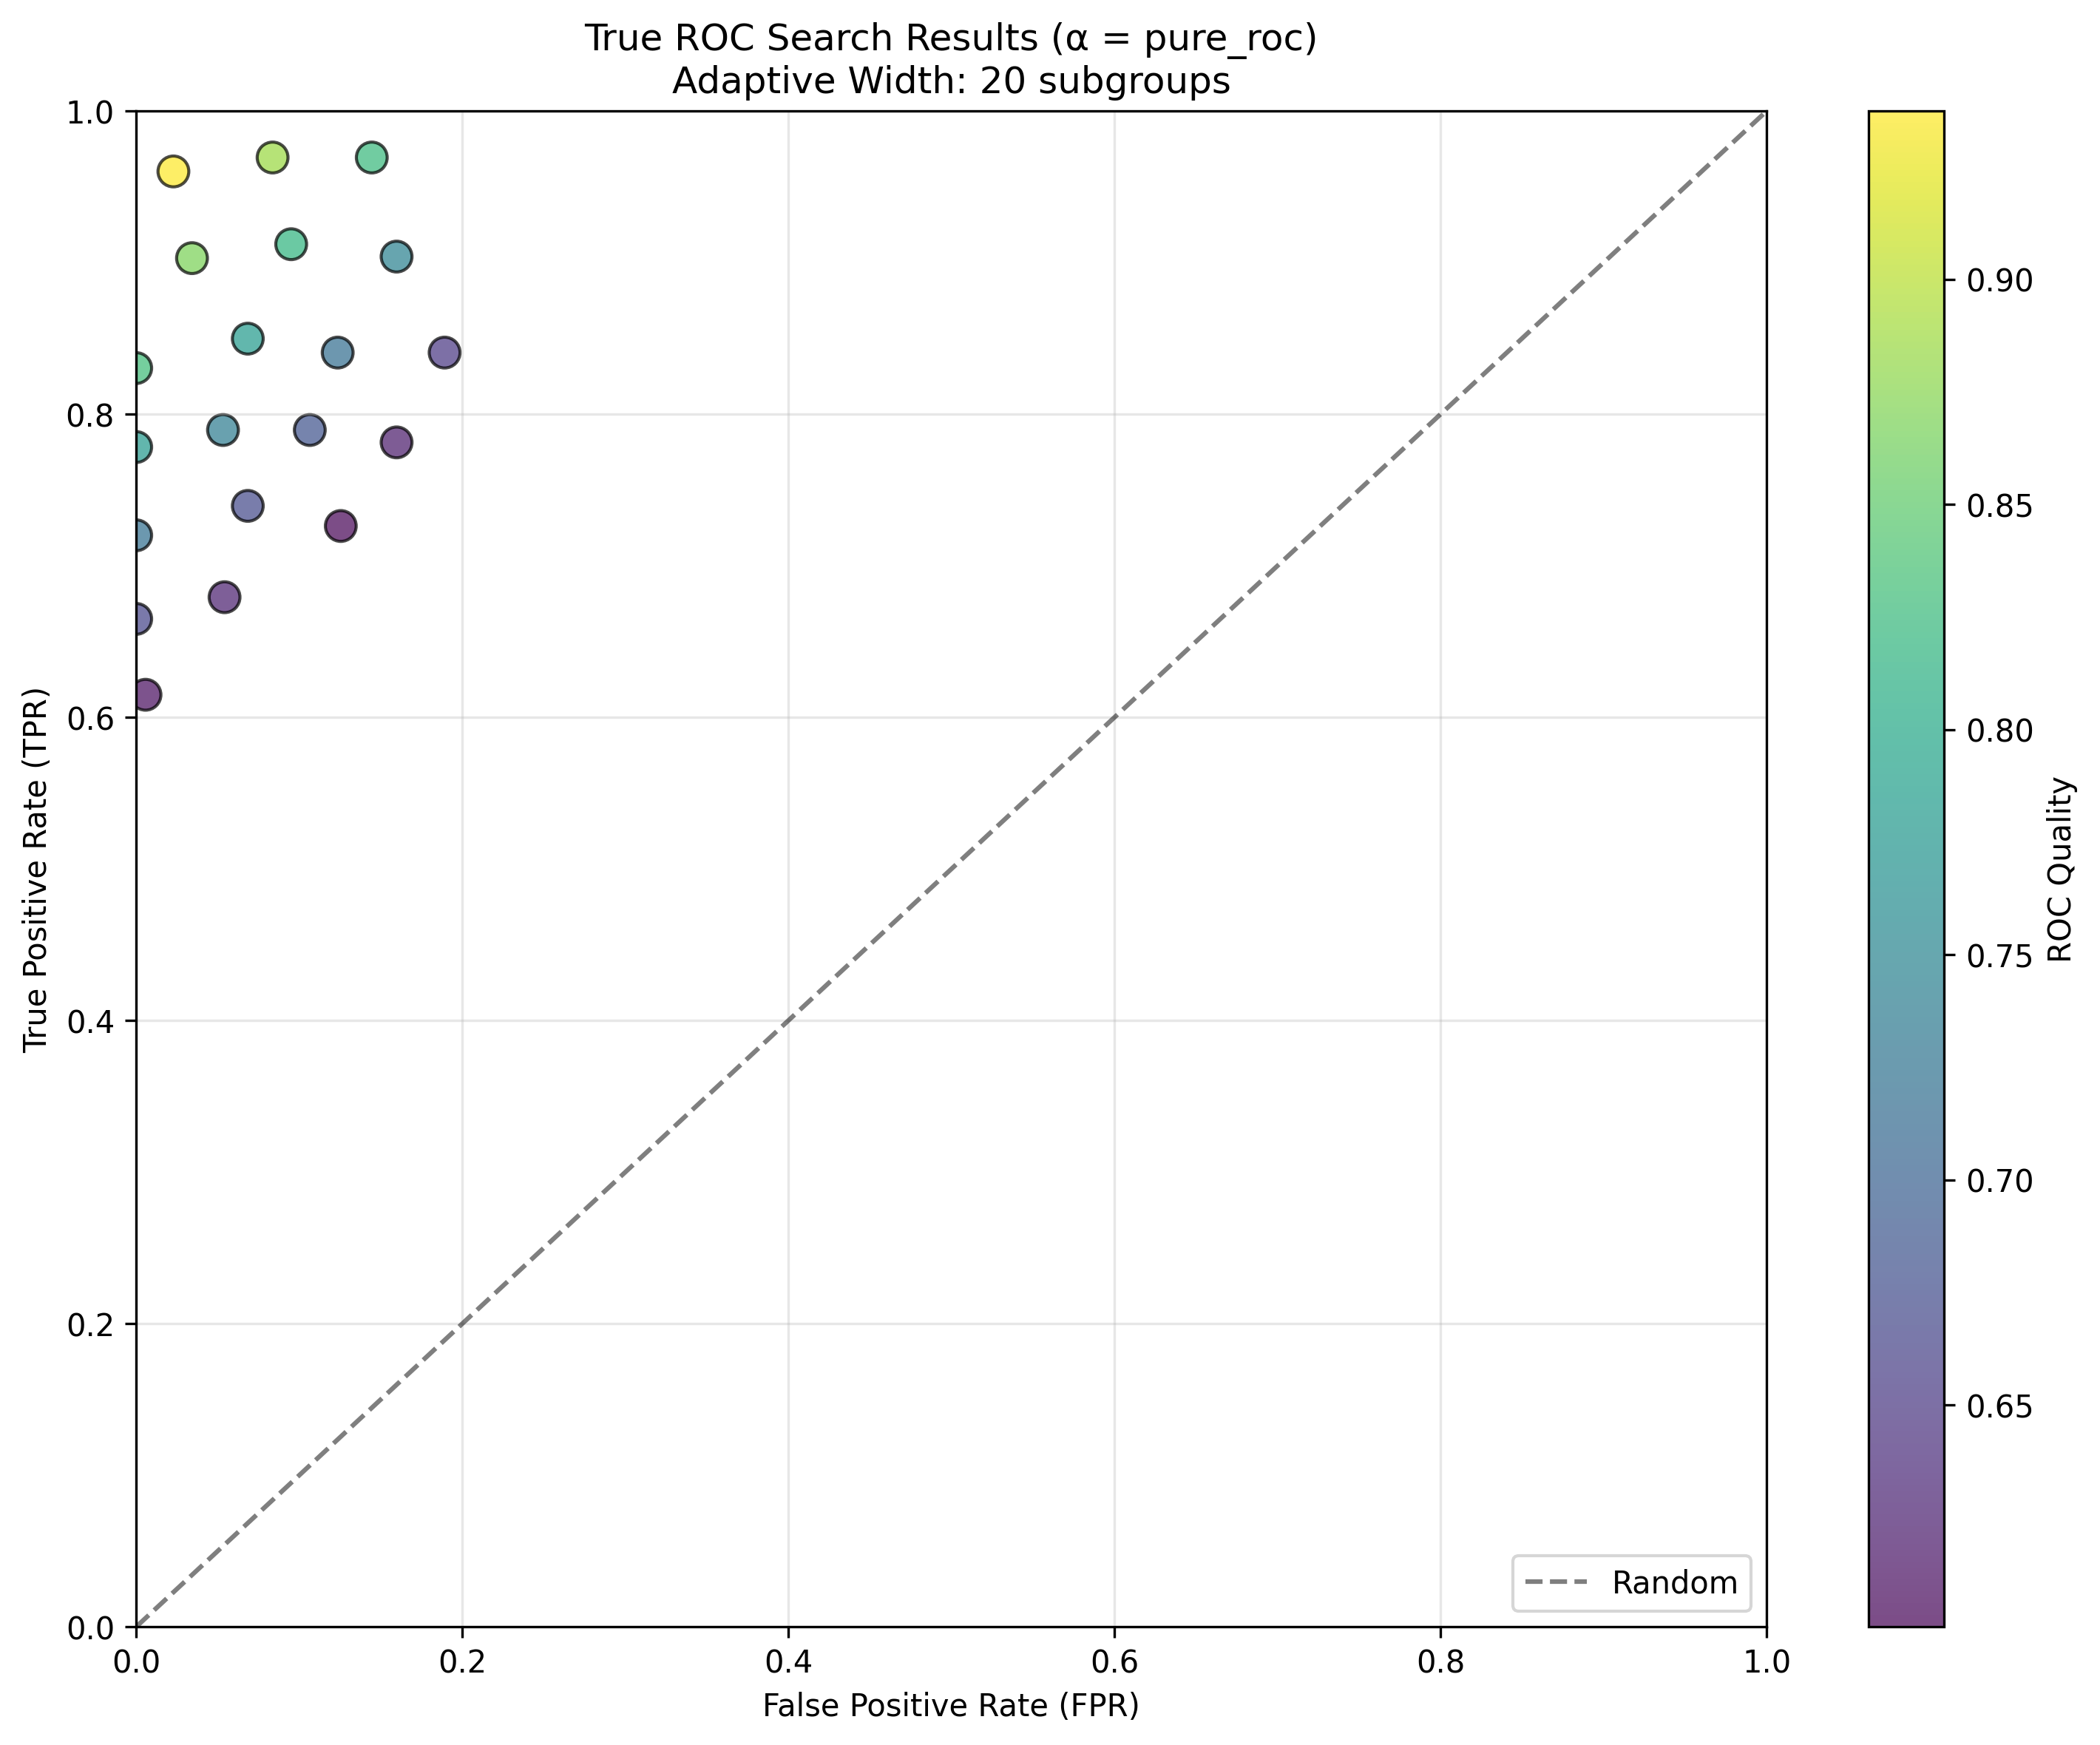 True ROC Search Results (α = pure_roc)
Adaptive Width: 20 subgroups
1.0
0.8
0.6
0.4
0.2
0.0
True Positive Rate (TPR)
0.0 0.2 0.4 0.6 0.8 1.0
False Positive Rate (FPR)
Random
0.90
0.85
0.80
0.75
0.70
0.65
ROC Quality